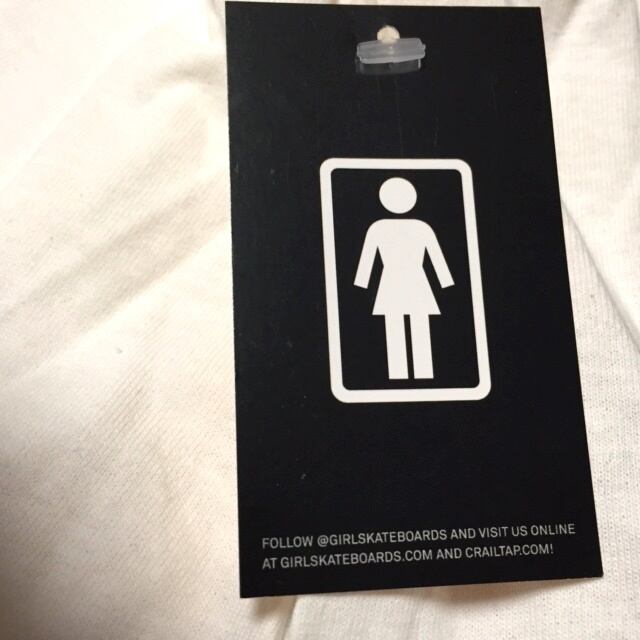 FOLLOW @GIRLSKATEBOARDS AND VISIT US ONLINE
AT GIRLSKATEBOARDS.COM AND CRAILTAP.COM!